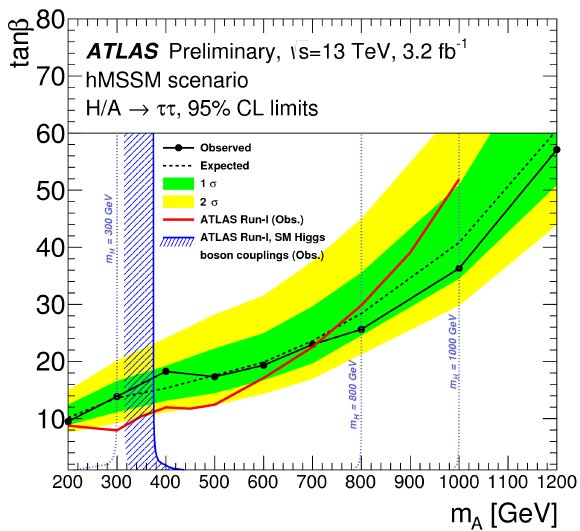 tanβ
80
70
60
50
40
30
20
10
ATLAS Preliminary, √s=13 TeV, 3.2 fb⁻¹
hMSSM scenario
H/A → ττ, 95% CL limits
Observed
Expected
1 σ
2 σ
ATLAS Run-I (Obs.)
ATLAS Run-I, SM Higgs
boson couplings (Obs.)
m_H = 300 GeV
m_H = 800 GeV
m_H = 1000 GeV
200 300 400 500 600 700 800 900 1000 1100 1200
m_A [GeV]